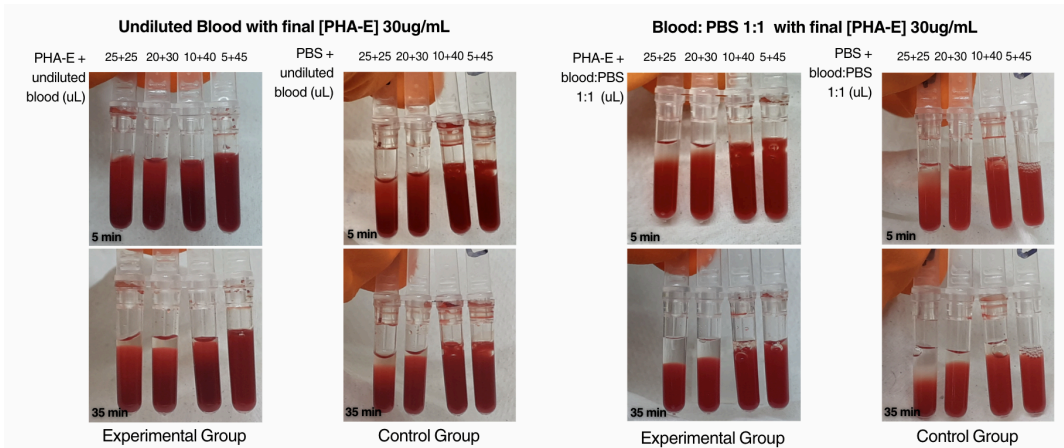 Undiluted Blood with final [PHA-E] 30ug/mL
PHA-E +
undiluted
blood (uL)
25+25 20+30 10+40 5+45
PBS +
undiluted
blood (uL)
25+25 20+30 10+40 5+45
5 min
5 min
35 min
35 min
Experimental Group
Control Group
Blood: PBS 1:1 with final [PHA-E] 30ug/mL
PHA-E +
blood:PBS
1:1 (uL)
25+25 20+30 10+40 5+45
PBS +
blood:PBS
1:1 (uL)
25+25 20+30 10+40 5+45
5 min
5 min
35 min
35 min
Experimental Group
Control Group